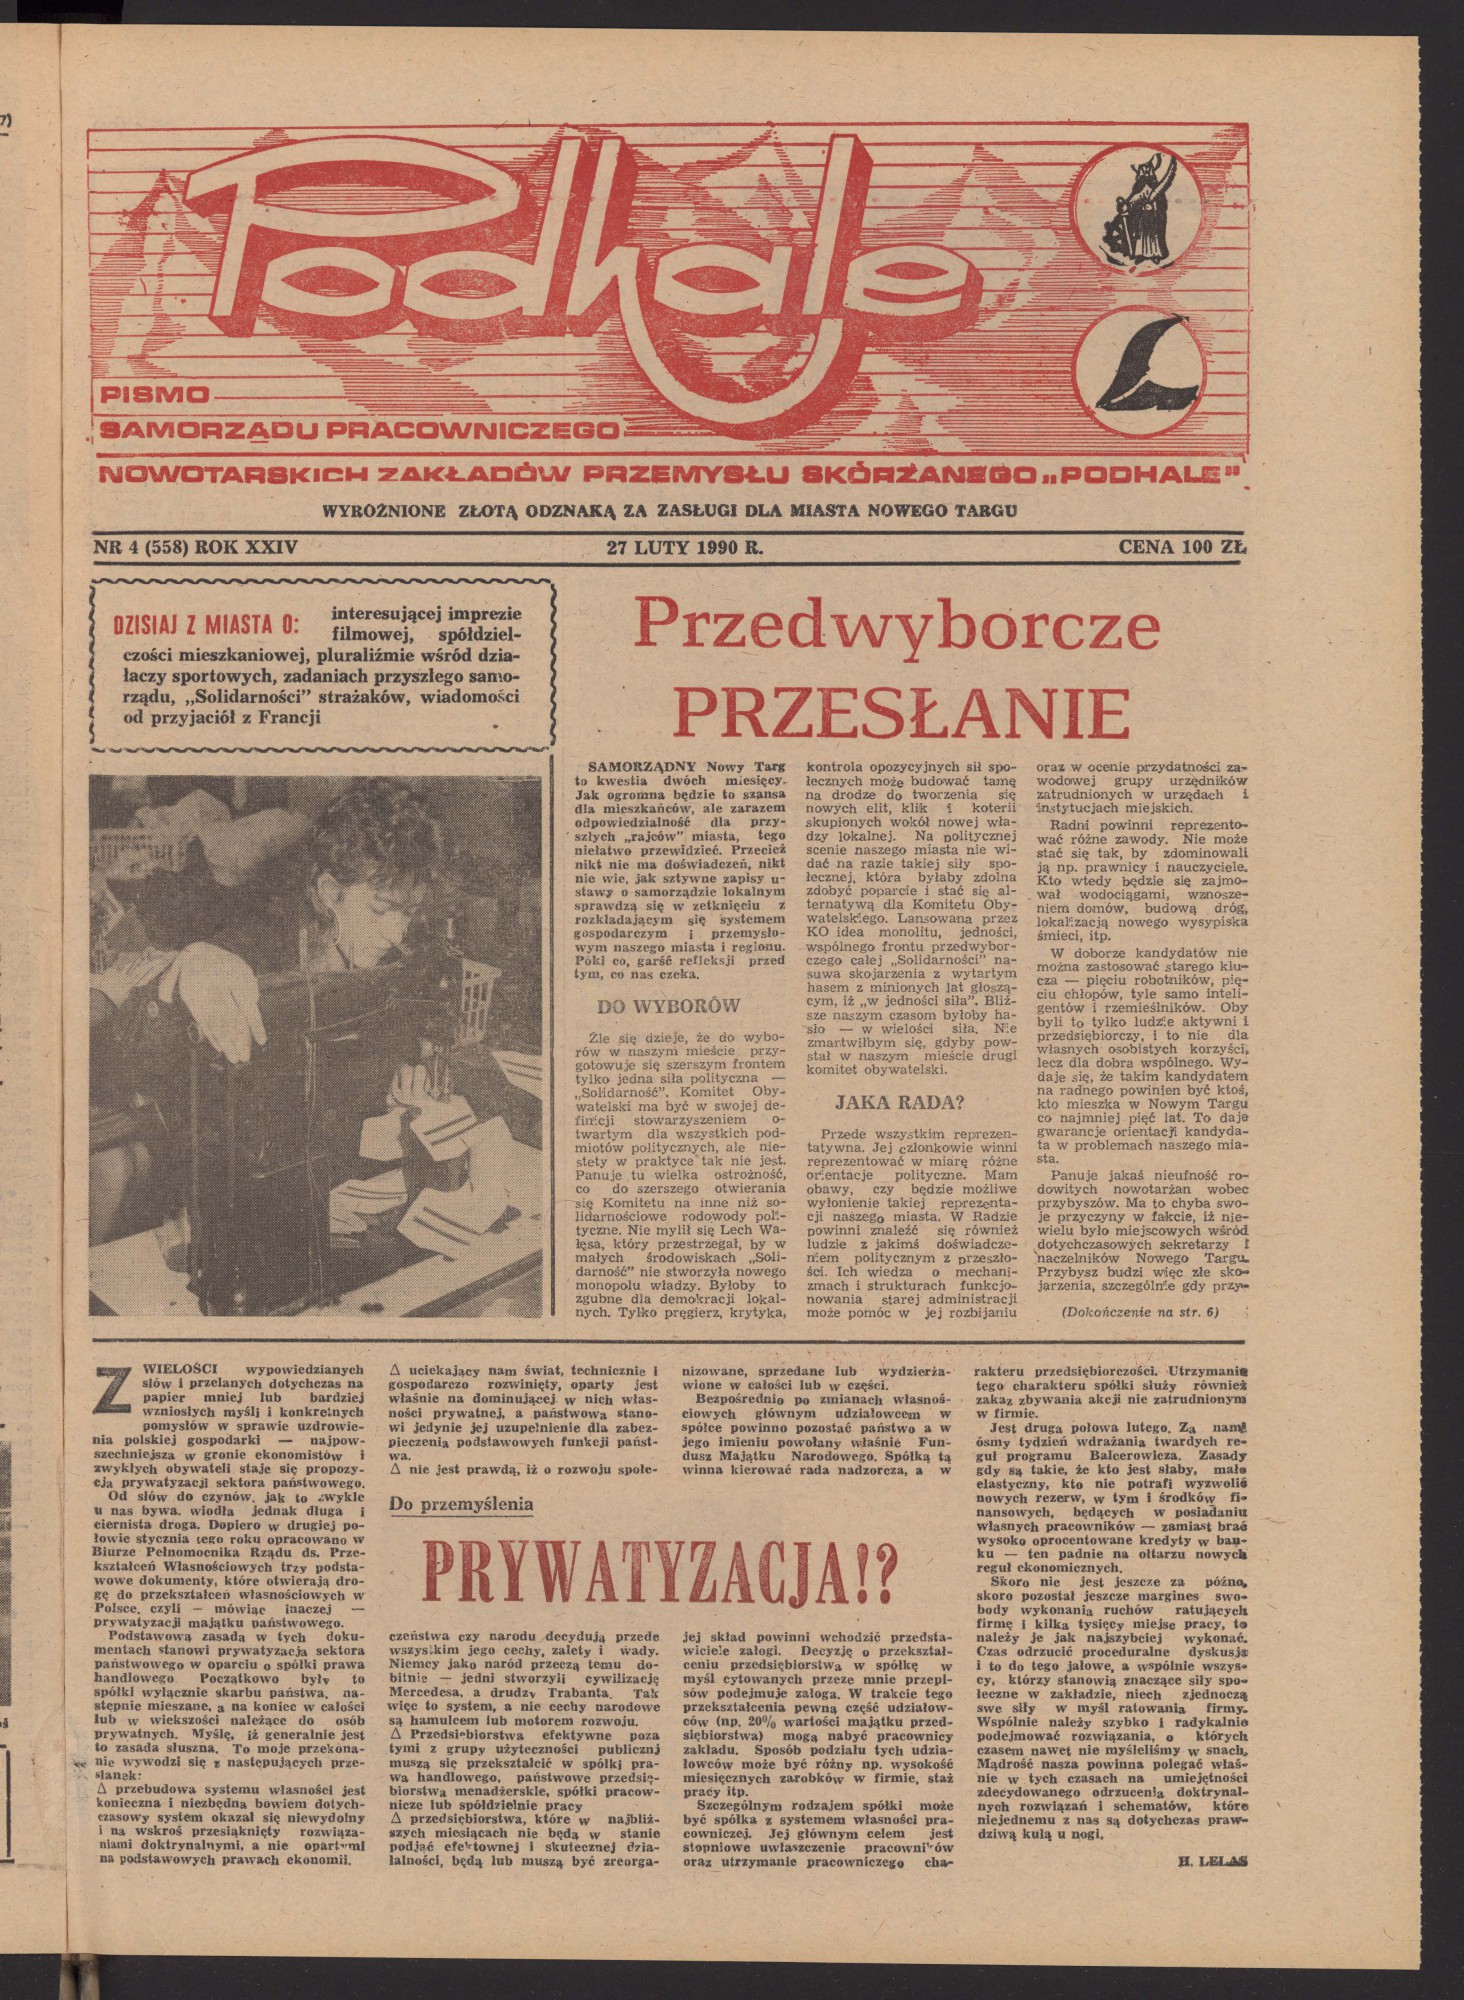 Podhale
PISMO
SAMORZĄDU PRACOWNICZEGO
NOWOTARSKICH ZAKŁADÓW PRZEMYSŁU SKÓRZANEGO „PODHALE"
WYRÓŻNIONE ZŁOTĄ ODZNAKĄ ZA ZASŁUGI DLA MIASTA NOWEGO TARGU
NR 4 (558) ROK XXIV 27 LUTY 1990 R. CENA 100 ZŁ
DZISIAJ Z MIASTA O: interesującej imprezie
filmowej, spółdziel-
czości mieszkaniowej, pluraliźmie wśród dzia-
łaczy sportowych, zadaniach przyszłego samo-
rządu, „Solidarności" strażaków, wiadomości
od przyjaciół z Francji
Przedwyborcze
PRZESŁANIE
SAMORZĄDNY Nowy Targ
to kwestia dwóch miesięcy.
Jak ogromna będzie to szansa
dla mieszkańców, ale zarazem
odpowiedzialność dla przy-
szłych „rajców" miasta, tego
niełatwo przewidzieć. Przecież
nikt nie ma doświadczeń, nikt
nie wie, jak sztywne zapisy u-
stawy o samorządzie lokalnym
sprawdzą się w zetknięciu z
rozkładającym się systemem
gospodarczym i przemysło-
wym naszego miasta i regionu.
Póki co, garść refleksji przed
tym, co nas czeka.
DO WYBORÓW
Źle się dzieje, że do wybo-
rów w naszym mieście przy-
gotowuje się szerszym frontem
tylko jedna siła polityczna —
„Solidarność". Komitet Oby-
watelski ma być w swojej de-
finicji stowarzyszeniem o-
twartym dla wszystkich pod-
miotów politycznych, ale nie-
stety w praktyce tak nie jest.
Panuje tu wielka ostrożność,
co do szerszego otwierania
się Komitetu na inne niż so-
lidarnościowe rodowody poli-
tyczne. Nie mylił się Lech Wa-
łęsa, który przestrzegał, by w
małych środowiskach „Soli-
darność" nie stworzyła nowego
monopolu władzy. Byłoby to
zgubne dla demokracji lokal-
nych. Tylko pręgierz, krytyka,
kontrola opozycyjnych sił spo-
łecznych może budować tamę
na drodze do tworzenia się
nowych elit, klik i koterii
skupionych wokół nowej wła-
dzy lokalnej. Na politycznej
scenie naszego miasta nie wi-
dać na razie takiej siły spo-
łecznej, która byłaby zdolna
zdobyć poparcie i stać się al-
ternatywą dla Komitetu Oby-
watelskiego. Lansowana przez
KO idea monolitu, jedności,
wspólnego frontu przedwybor-
czego całej „Solidarności" na-
suwa skojarzenia z wytartym
hasem z minionych lat głoszą-
cym, iż „w jedności siła". Bliż-
sze naszym czasom byłoby ha-
sło — w wielości siła. Nie
zmartwiłbym się, gdyby pow-
stał w naszym mieście drugi
komitet obywatelski.
JAKA RADA?
Przede wszystkim reprezen-
tatywna. Jej członkowie winni
reprezentować w miarę różne
orientacje polityczne. Mam
obawy, czy będzie możliwe
wyłonienie takiej reprezenta-
cji naszego miasta. W Radzie
powinni znaleźć się również
ludzie z jakimś doświadcze-
niem politycznym z przeszło-
ści. Ich wiedza o mechani-
zmach i strukturach funkcjo-
nowania starej administracji
może pomóc w jej rozbijaniu
oraz w ocenie przydatności za-
wodowej grupy urzędników
zatrudnionych w urzędach i
instytucjach miejskich.
Radni powinni reprezento-
wać różne zawody. Nie może
stać się tak, by zdominowali
ją np. prawnicy i nauczyciele.
Kto wtedy będzie się zajmo-
wał wodociągami, wznosze-
niem domów, budową dróg,
lokalizacją nowego wysypiska
śmieci, itp.
W doborze kandydatów nie
można zastosować starego klu-
cza — pięciu robotników, pię-
ciu chłopów, tyle samo inteli-
gentów i rzemieślników. Oby
byli to tylko ludzie aktywni i
przedsiębiorczy, i to nie dla
własnych osobistych korzyści,
lecz dla dobra wspólnego. Wy-
daje się, że takim kandydatem
na radnego powinien być ktoś,
kto mieszka w Nowym Targu
co najmniej pięć lat. To daje
gwarancje orientacji kandyda-
ta w problemach naszego mia-
sta.
Panuje jakaś nieufność ro-
dowitych nowotarżan wobec
przybyszów. Ma to chyba swo-
je przyczyny w fakcie, iż nie-
wielu było miejscowych wśród
dotychczasowych sekretarzy i
naczelników Nowego Targu.
Przybysz budzi więc złe sko-
jarzenia, szczególnie gdy przy-
(Dokończenie na str. 6)
Z WIELOŚCI wypowiedzianych
słów i przelanych dotychczas na
papier mniej lub bardziej
wzniosłych myśli i konkretnych
pomysłów w sprawie uzdrowie-
nia polskiej gospodarki — najpow-
szechniejsza w gronie ekonomistów i
zwykłych obywateli staje się propozy-
cja prywatyzacji sektora państwowego.
Od słów do czynów, jak to zwykle
u nas bywa, wiodła jednak długa i
ciernista droga. Dopiero w drugiej po-
łowie stycznia tego roku opracowano w
Biurze Pełnomocnika Rządu ds. Prze-
kształceń Własnościowych trzy podsta-
wowe dokumenty, które otwierają dro-
gę do przekształceń własnościowych w
Polsce, czyli — mówiąc inaczej —
prywatyzacji majątku państwowego.
Podstawową zasadą w tych doku-
mentach stanowi prywatyzacja sektora
państwowego w oparciu o spółki prawa
handlowego. Początkowo były to
spółki wyłącznie skarbu państwa, na-
stępnie mieszane, a na koniec w całości
lub w większości należące do osób
prywatnych. Myślę, iż generalnie jest
to zasada słuszna. To moje przekona-
nie wywodzi się z następujących prze-
słanek:
Δ przebudowa systemu własności jest
konieczna i niezbędna bowiem dotych-
czasowy system okazał się niewydolny
i na wskroś przesiąknięty rozwiąza-
niami doktrynalnymi, a nie opartymi
na podstawowych prawach ekonomii.
Δ uciekający nam świat, technicznie i
gospodarczo rozwinięty, oparty jest
właśnie na dominującej w nich włas-
ności prywatnej, a państwowa stano-
wi jedynie jej uzupełnienie dla zabez-
pieczenia podstawowych funkcji państ-
wa.
Δ nie jest prawdą, iż o rozwoju społe-
Do przemyślenia
PRYWATYZACJA!?
czeństwa czy narodu decydują przede
wszystkim jego cechy, zalety i wady.
Niemcy jako naród przeczą temu do-
bitnie — jedni stworzyli cywilizację
Mercedesa, a drudzy Trabanta. Tak
więc to system, a nie cechy narodowe
są hamulcem lub motorem rozwoju.
Δ Przedsiębiorstwa efektywne poza
tymi z grupy użyteczności publicznj
muszą się przekształcić w spółki pra-
wa handlowego, państwowe przedsię-
biorstwa menadżerskie, spółki pracow-
nicze lub spółdzielnie pracy
Δ przedsiębiorstwa, które w najbliż-
szych miesiącach nie będą w stanie
podjąć efektownej i skutecznej dzia-
łalności, będą lub muszą być zreorga-
nizowane, sprzedane lub wydzierża-
wione w całości lub w części.
Bezpośrednio po zmianach własnoś-
ciowych głównym udziałowcem w
spółce powinno pozostać państwo a w
jego imieniu powołany właśnie Fun-
dusz Majątku Narodowego. Spółką tą
winna kierować rada nadzorcza, a w
jej skład powinni wchodzić przedsta-
wiciele załogi. Decyzję o przekształ-
ceniu przedsiębiorstwa w spółkę w
myśl cytowanych przeze mnie przepi-
sów podejmuje załoga. W trakcie tego
przekształcenia pewną część udziałow-
ców (np. 20% wartości majątku przed-
siębiorstwa) mogą nabyć pracownicy
zakładu. Sposób podziału tych udzia-
łowców może być różny np. wysokość
miesięcznych zarobków w firmie, staż
pracy itp.
Szczególnym rodzajem spółki może
być spółka z systemem własności pra-
cowniczej. Jej głównym celem jest
stopniowe uwłaszczenie pracowników
oraz utrzymanie pracowniczego cha-
rakteru przedsiębiorczości. Utrzymaniu
tego charakteru spółki służy również
zakaz zbywania akcji nie zatrudnionym
w firmie.
Jest druga połowa lutego. Za nami
ósmy tydzień wdrażania twardych re-
guł programu Balcerowicza. Zasady
gdy są takie, że kto jest słaby, mało
elastyczny, kto nie potrafi wyzwolić
nowych rezerw, w tym i środków fi-
nansowych, będących w posiadaniu
własnych pracowników — zamiast brać
wysoko oprocentowane kredyty w ban-
ku — ten padnie na ołtarzu nowych
reguł ekonomicznych.
Skoro nie jest jeszcze za późno,
skoro pozostał jeszcze margines swo-
body wykonania ruchów ratujących
firmę i kilka tysięcy miejsc pracy, to
należy je jak najszybciej wykonać.
Czas odrzucić proceduralne dyskusje
i to do tego jałowe, a wspólnie wszys-
cy, którzy stanowią znaczące siły spo-
łeczne w zakładzie, niech zjednoczą
swe siły w myśl ratowania firmy.
Wspólnie należy szybko i radykalnie
podejmować rozwiązania, o których
czasem nawet nie myśleliśmy w snach.
Mądrość nasza powinna polegać właś-
nie w tych czasach na umiejętności
zdecydowanego odrzucenia doktrynal-
nych rozwiązań i schematów, które
niejednemu z nas są dotychczas praw-
dziwą kulą u nogi.
H. LELAS